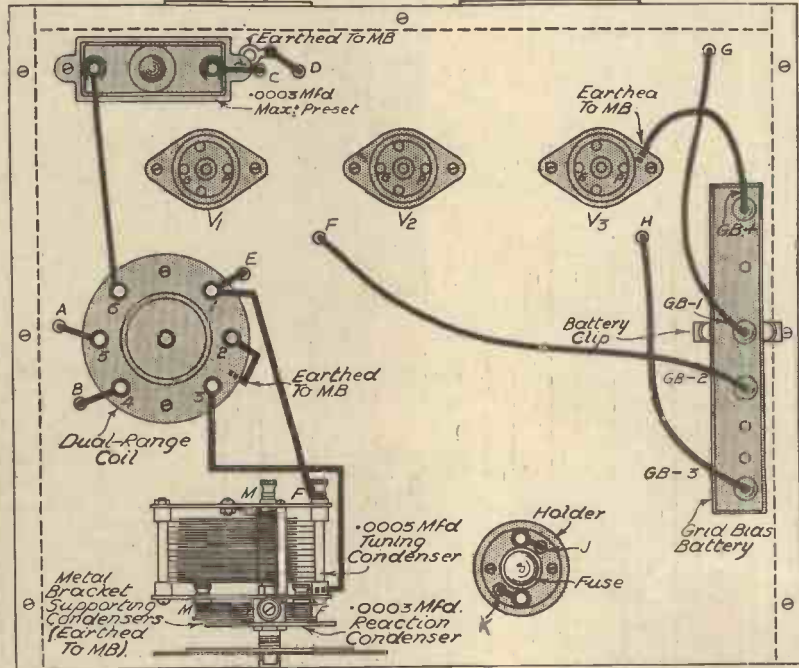 Earthed To MB
G
C
D
.0003 Mfd
Max: Preset
Earthed
To MB
V1
V2
V3
GB+
F
H
E
6
1
A
5
2
GB-1
Battery
Clip
Earthed
To M.B
GB-2
B
4
3
Dual-Range
Coil
M
F
GB-3
Grid Bias
Battery
Holder
J
.0005 Mfd
Tuning
Condenser
Fuse
K
Metal
Bracket
Supporting
Condensers
(Earthed
To MB).
M
F
.0003 Mfd.
Reaction
Condenser